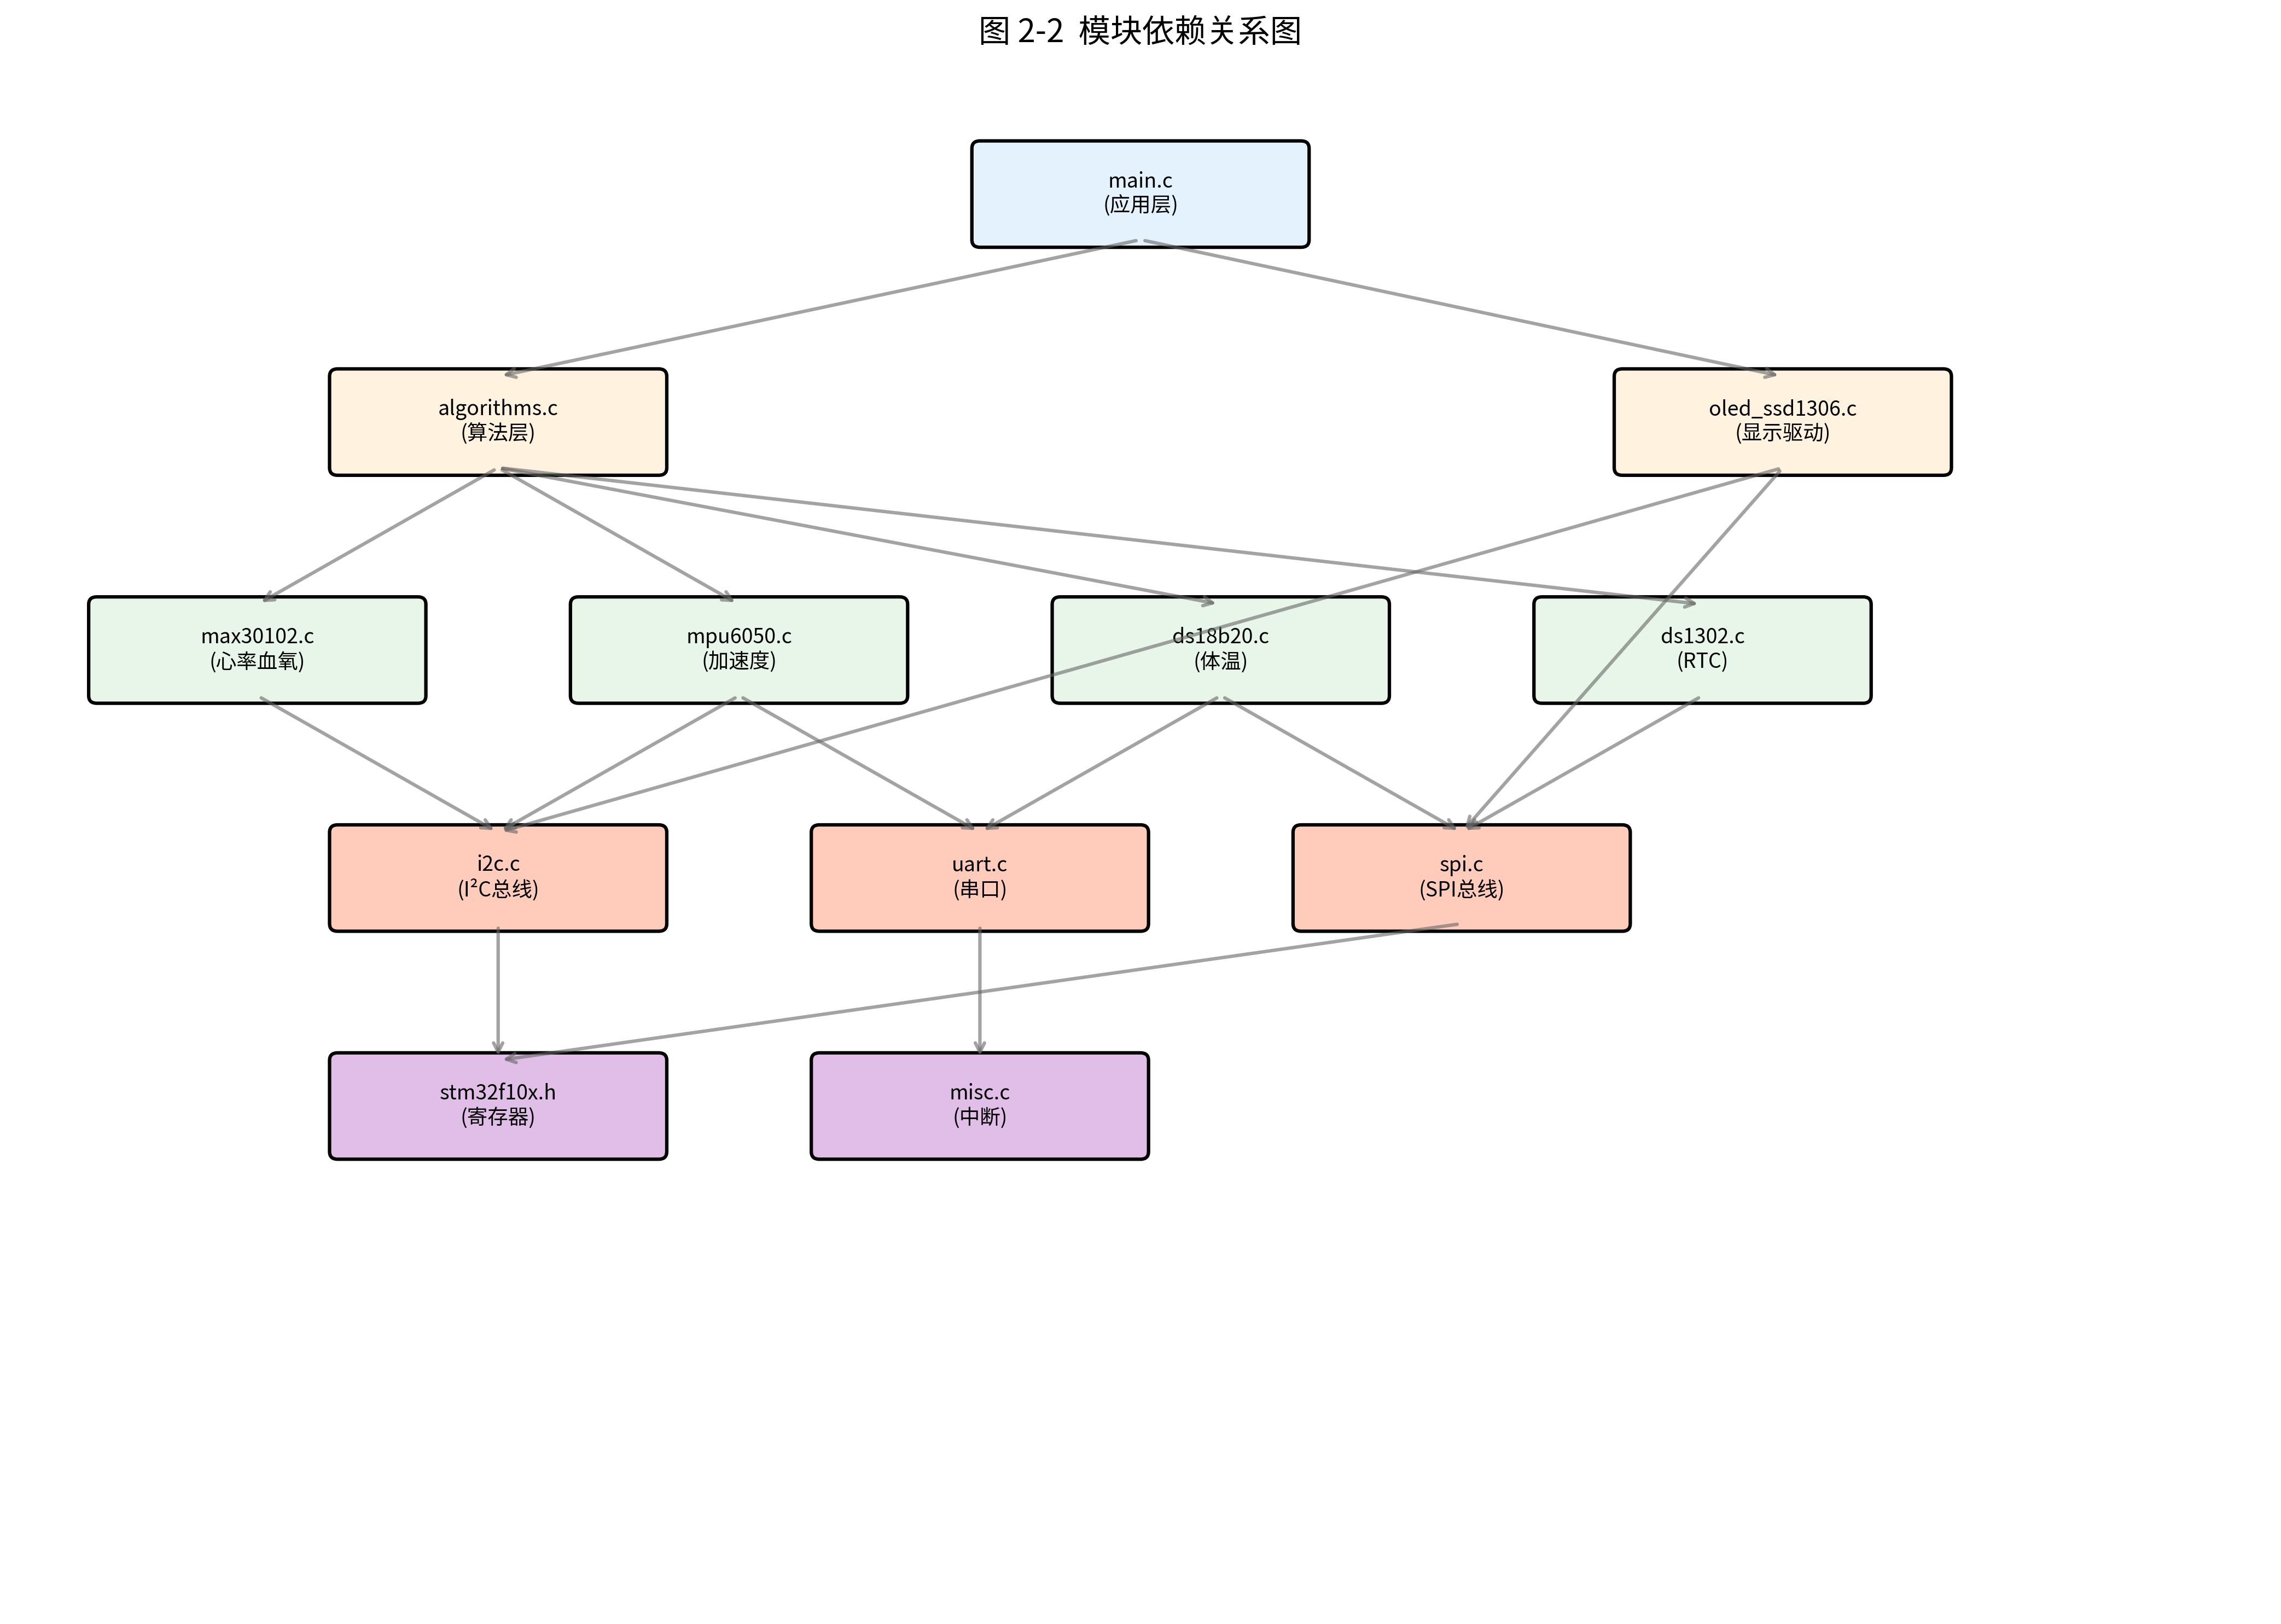 图 2-2 模块依赖关系图
main.c
(应用层)
algorithms.c
(算法层)
oled_ssd1306.c
(显示驱动)
max30102.c
(心率血氧)
mpu6050.c
(加速度)
ds18b20.c
(体温)
ds1302.c
(RTC)
i2c.c
(I²C总线)
uart.c
(串口)
spi.c
(SPI总线)
stm32f10x.h
(寄存器)
misc.c
(中断)